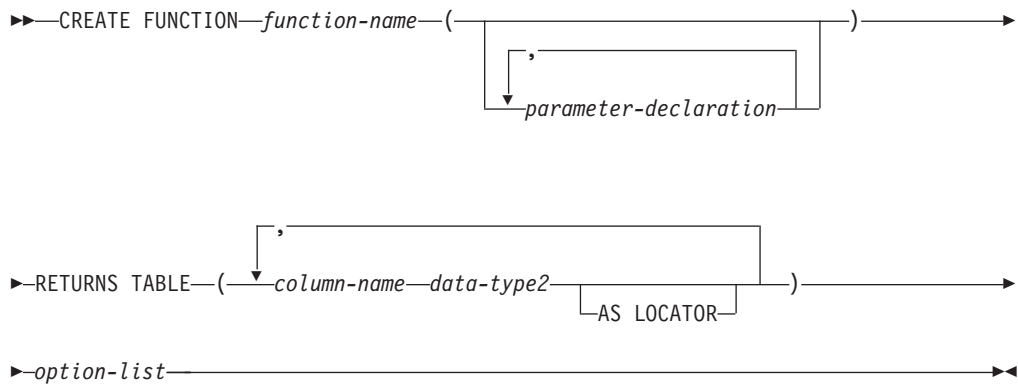 CREATE FUNCTION function-name ( )
,
parameter-declaration
,
RETURNS TABLE ( column-name data-type2 )
AS LOCATOR
option-list